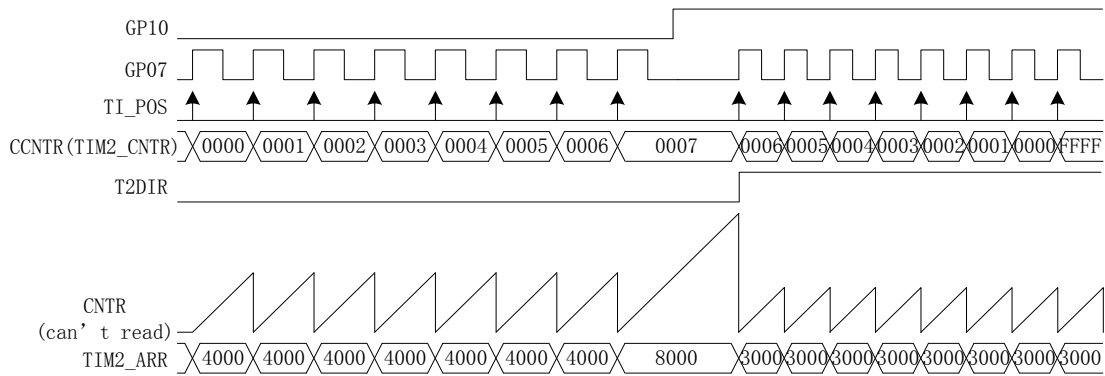 GP10
GP07
TI_POS
CCNTR(TIM2_CNTR) 0000 0001 0002 0003 0004 0005 0006 0007 0006 0005 0004 0003 0002 0001 0000 FFFF
T2DIR
CNTR
(can't read)
TIM2_ARR 4000 4000 4000 4000 4000 4000 4000 8000 3000 3000 3000 3000 3000 3000 3000 3000